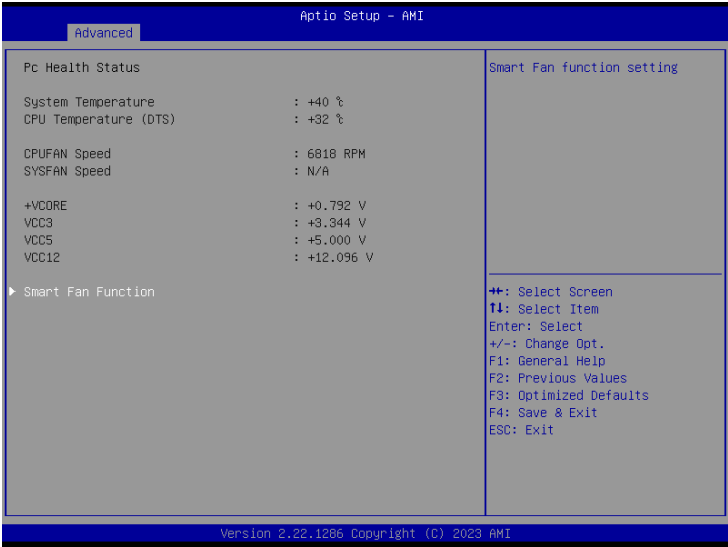 Aptio Setup – AMI
Advanced
Pc Health Status
System Temperature : +40 ℃
CPU Temperature (DTS) : +32 ℃
CPUFAN Speed : 6818 RPM
SYSFAN Speed : N/A
+VCORE : +0.792 V
VCC3 : +3.344 V
VCC5 : +5.000 V
VCC12 : +12.096 V
Smart Fan Function
Smart Fan function setting
→←: Select Screen
↑↓: Select Item
Enter: Select
+/-: Change Opt.
F1: General Help
F2: Previous Values
F3: Optimized Defaults
F4: Save & Exit
ESC: Exit
Version 2.22.1286 Copyright (C) 2023 AMI